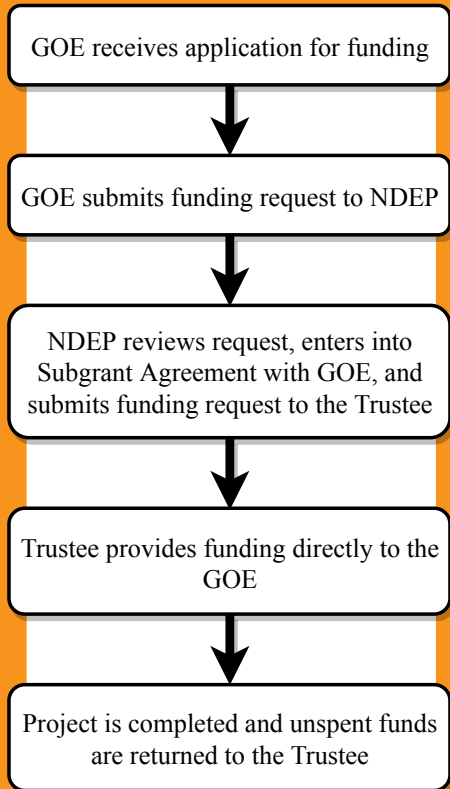 GOE receives application for funding
GOE submits funding request to NDEP
NDEP reviews request, enters into
Subgrant Agreement with GOE, and
submits funding request to the Trustee
Trustee provides funding directly to the
GOE
Project is completed and unspent funds
are returned to the Trustee